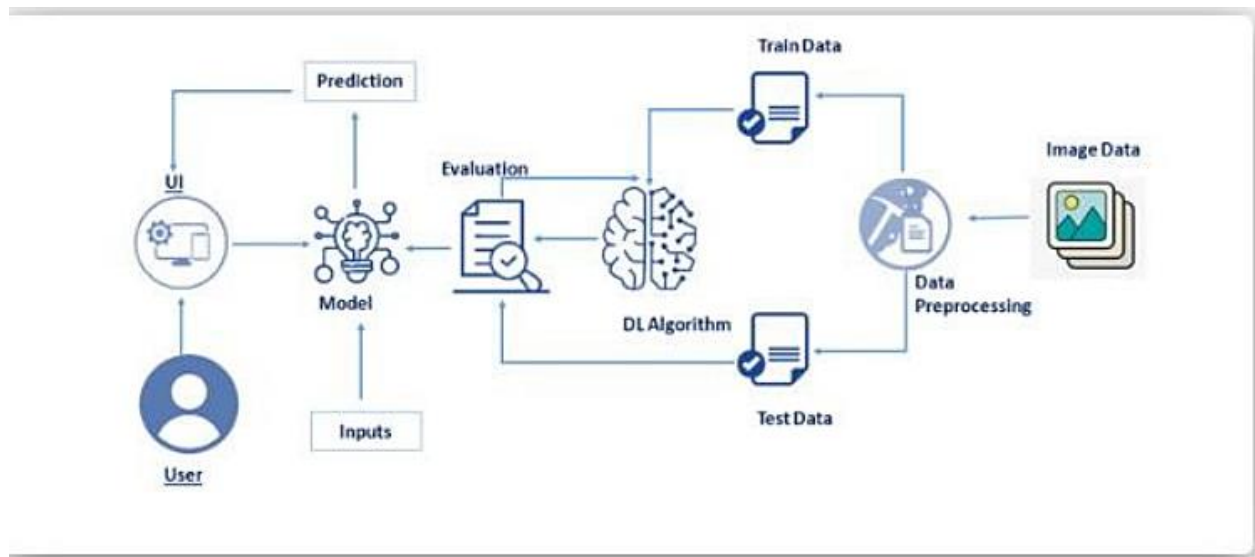 Train Data
Prediction
Image Data
Evaluation
UI
Data
Preprocessing
Model
DL Algorithm
Test Data
Inputs
User